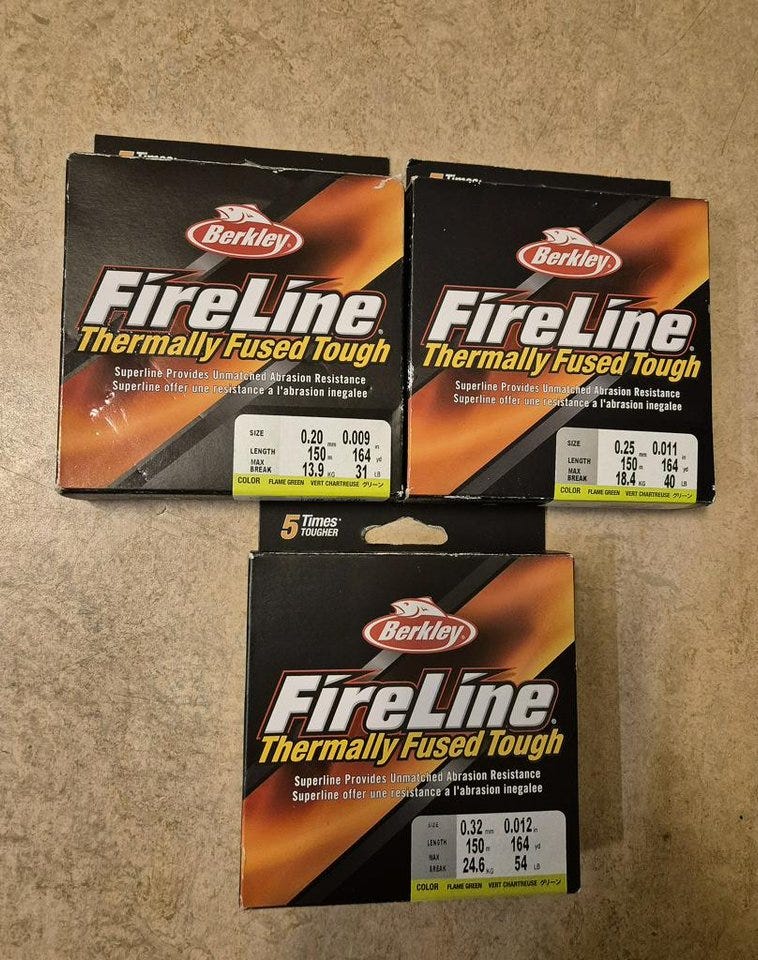 5 Times
Berkley
FireLine®
Thermally Fused Tough
Superline Provides Unmatched Abrasion Resistance
Superline offer une resistance a l'abrasion inegalee
SIZE 0.20 mm 0.009 in
LENGTH 150 m 164 yd
MAX BREAK 13.9 KG 31 LB
COLOR FLAME GREEN VERT CHARTREUSE グリーン
Times
Berkley
FireLine®
Thermally Fused Tough
Superline Provides Unmatched Abrasion Resistance
Superline offer une resistance a l'abrasion inegalee
SIZE 0.25 mm 0.011 in
LENGTH 150 m 164 yd
MAX BREAK 18.4 KG 40 LB
COLOR FLAME GREEN VERT CHARTREUSE グリーン
5 Times
TOUGHER
Berkley
FireLine®
Thermally Fused Tough
Superline Provides Unmatched Abrasion Resistance
Superline offer une resistance a l'abrasion inegalee
SIZE 0.32 mm 0.012 in
LENGTH 150 m 164 yd
MAX BREAK 24.6 KG 54 LB
COLOR FLAME GREEN VERT CHARTREUSE グリーン